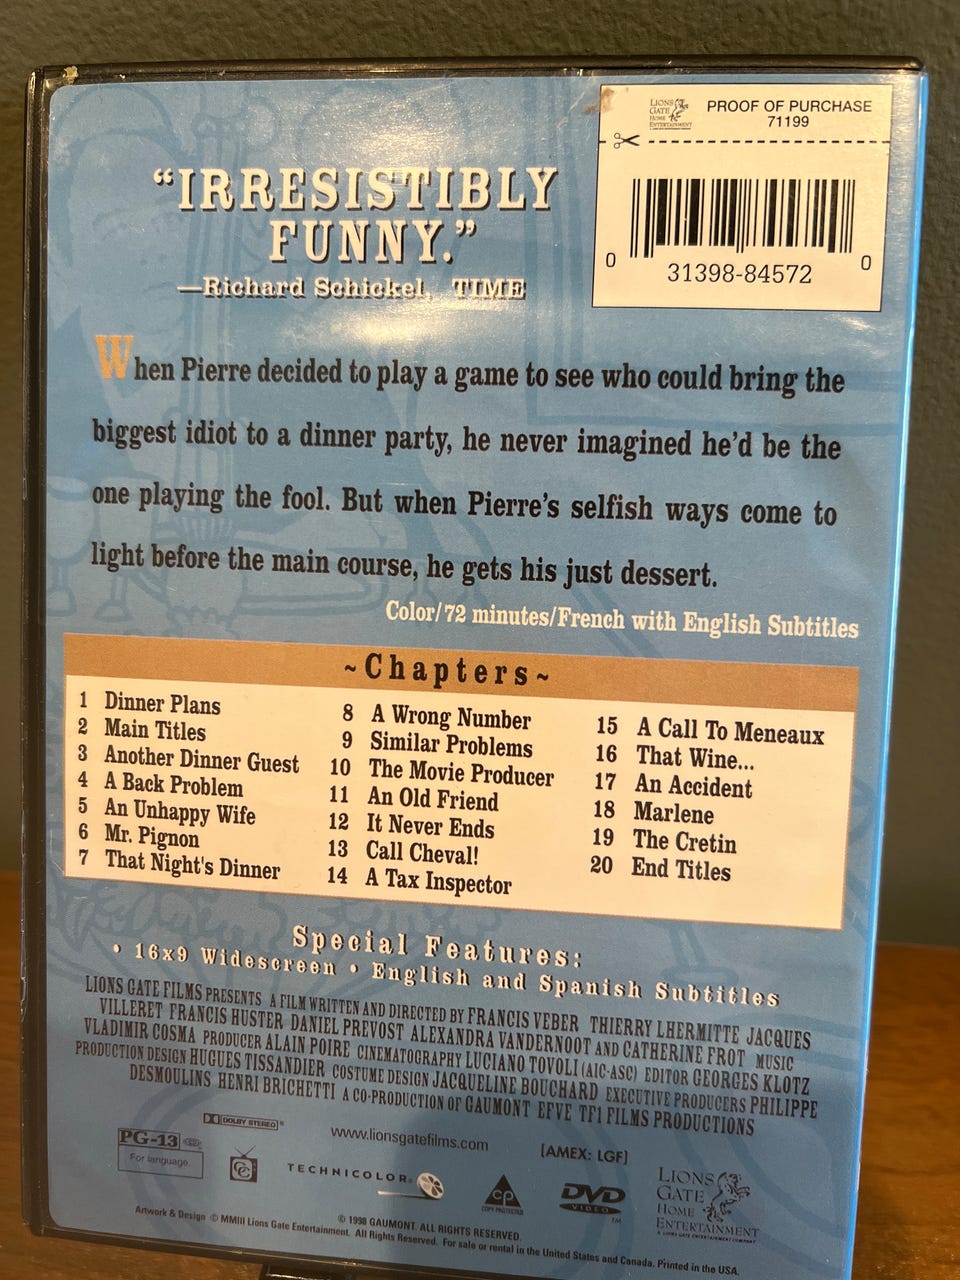 LIONS
GATE
HOME
ENTERTAINMENT
PROOF OF PURCHASE
71199
0 31398-84572 0
“IRRESISTIBLY
FUNNY.”
—Richard Schickel, TIME
When Pierre decided to play a game to see who could bring the
biggest idiot to a dinner party, he never imagined he'd be the
one playing the fool. But when Pierre's selfish ways come to
light before the main course, he gets his just dessert.
Color/72 minutes/French with English Subtitles
~Chapters~
1 Dinner Plans
2 Main Titles
3 Another Dinner Guest
4 A Back Problem
5 An Unhappy Wife
6 Mr. Pignon
7 That Night's Dinner
8 A Wrong Number
9 Similar Problems
10 The Movie Producer
11 An Old Friend
12 It Never Ends
13 Call Cheval!
14 A Tax Inspector
15 A Call To Meneaux
16 That Wine...
17 An Accident
18 Marlene
19 The Cretin
20 End Titles
Special Features:
• 16x9 Widescreen • English and Spanish Subtitles
LIONS GATE FILMS PRESENTS A FILM WRITTEN AND DIRECTED BY FRANCIS VEBER THIERRY LHERMITTE JACQUES
VILLERET FRANCIS HUSTER DANIEL PREVOST ALEXANDRA VANDERNOOT AND CATHERINE FROT MUSIC
VLADIMIR COSMA PRODUCER ALAIN POIRE CINEMATOGRAPHY LUCIANO TOVOLI (AIC-ASC) EDITOR GEORGES KLOTZ
PRODUCTION DESIGN HUGUES TISSANDIER COSTUME DESIGN JACQUELINE BOUCHARD EXECUTIVE PRODUCERS PHILIPPE
DESMOULINS HENRI BRICHETTI A CO-PRODUCTION OF GAUMONT EFVE TF1 FILMS PRODUCTIONS
DOLBY STEREO®
PG-13
For language.
CC
www.lionsgatefilms.com
[AMEX: LGF]
TECHNICOLOR®
CP
COPY PROTECTED
DVD
VIDEO
TM
LIONS
GATE
HOME
ENTERTAINMENT
A LIONS GATE ENTERTAINMENT COMPANY
© 1998 GAUMONT. ALL RIGHTS RESERVED.
Artwork & Design © MMIII Lions Gate Entertainment. All Rights Reserved. For sale or rental in the United States and Canada. Printed in the USA.